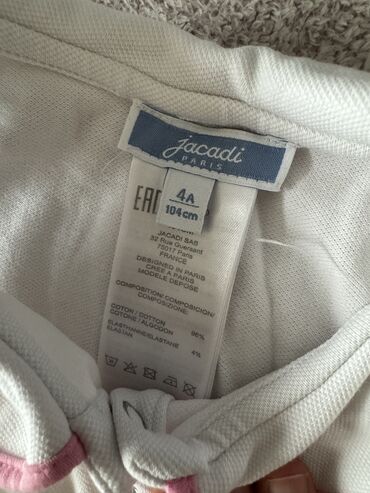 jacadi
PARIS
4A
104cm
EAC
JACADI SAS
32 Rue Guersant
75017 Paris
FRANCE
DESIGNED IN PARIS
CREE A PARIS
MODELE DEPOSE
COMPOSITION/COMPOSICION/
COMPOSIZIONE:
COTON / COTTON
COTONE / ALGODON 96%
ELASTHANNE/ELASTANE
ELASTAN 4%